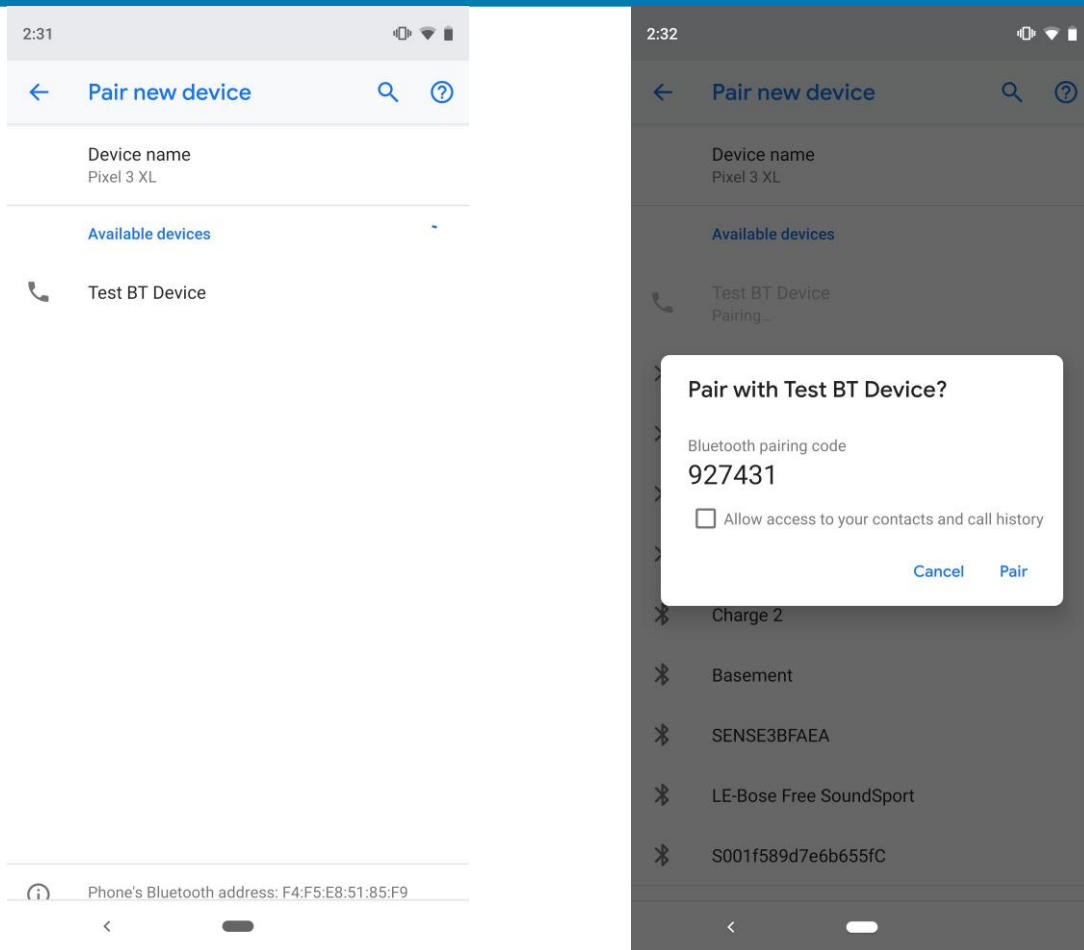 2:31
Pair new device
Device name
Pixel 3 XL
Available devices
Test BT Device
Phone's Bluetooth address: F4:F5:E8:51:85:F9
2:32
Pair new device
Device name
Pixel 3 XL
Available devices
Test BT Device
Pairing...
Pair with Test BT Device?
Bluetooth pairing code
927431
Allow access to your contacts and call history
Cancel Pair
Charge 2
Basement
SENSE3BFAEA
LE-Bose Free SoundSport
S001f589d7e6b655fC